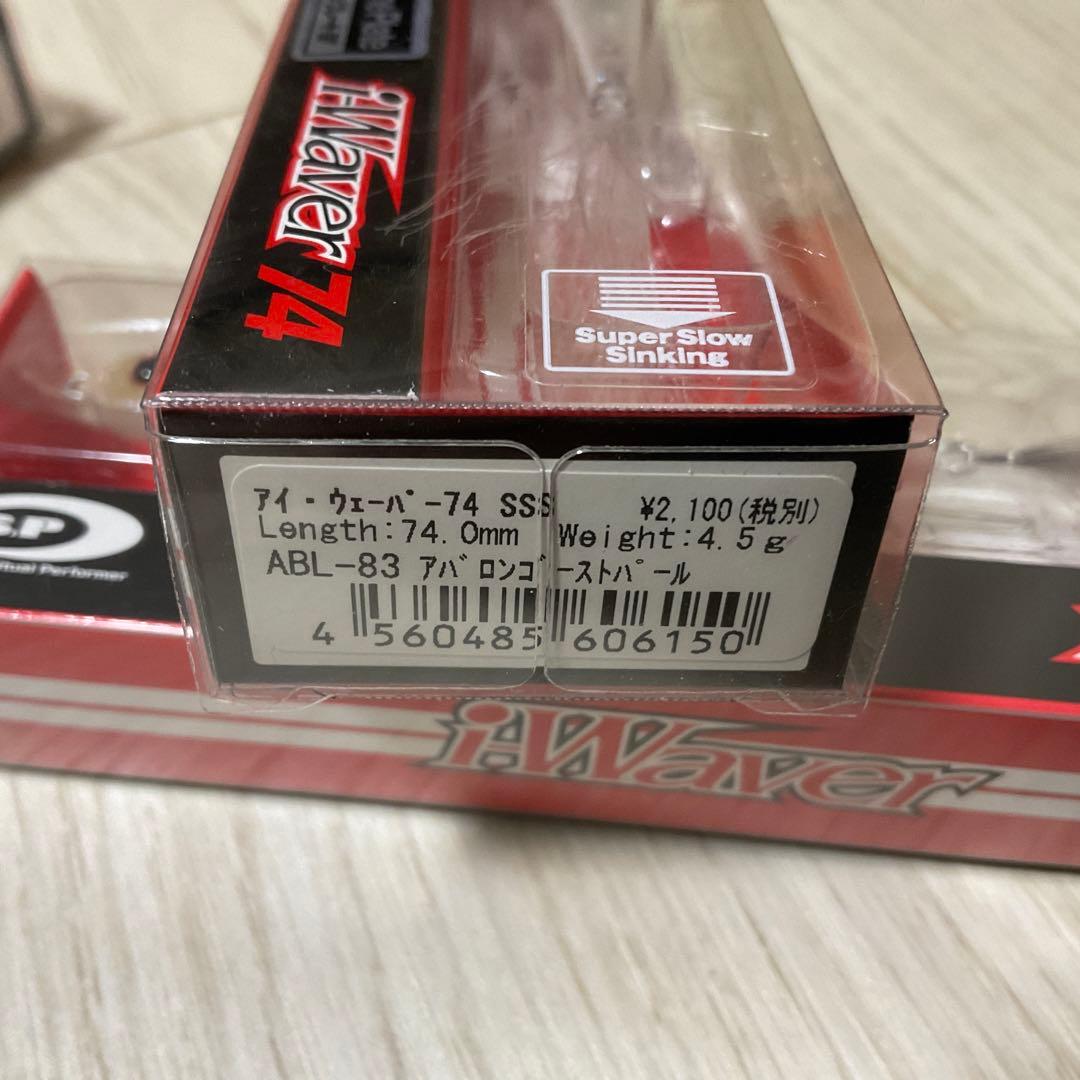 i-Waver 74
Super Slow
Sinking
ｱｲ・ｳｪｰﾊﾞｰ74 SSS ¥2,100(税別)
Length:74.0mm Weight:4.5g
ABL-83 ｱﾊﾞﾛﾝｺﾞｰｽﾄﾊﾟｰﾙ
4 560485 606150
S.P
Performer
i-Waver